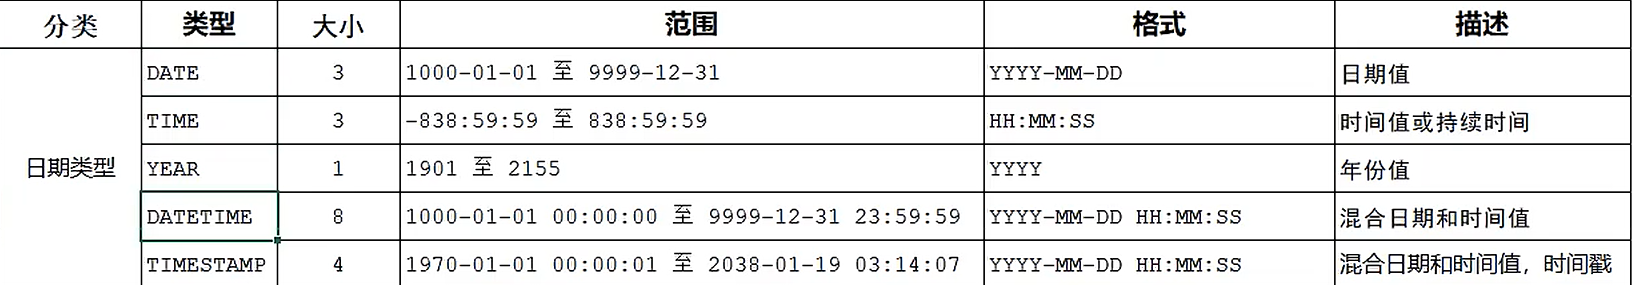 分类 类型 大小 范围 格式 描述
DATE 3 1000-01-01 至 9999-12-31 YYYY-MM-DD 日期值
TIME 3 -838:59:59 至 838:59:59 HH:MM:SS 时间值或持续时间
日期类型 YEAR 1 1901 至 2155 YYYY 年份值
DATETIME 8 1000-01-01 00:00:00 至 9999-12-31 23:59:59 YYYY-MM-DD HH:MM:SS 混合日期和时间值
TIMESTAMP 4 1970-01-01 00:00:01 至 2038-01-19 03:14:07 YYYY-MM-DD HH:MM:SS 混合日期和时间值，时间戳